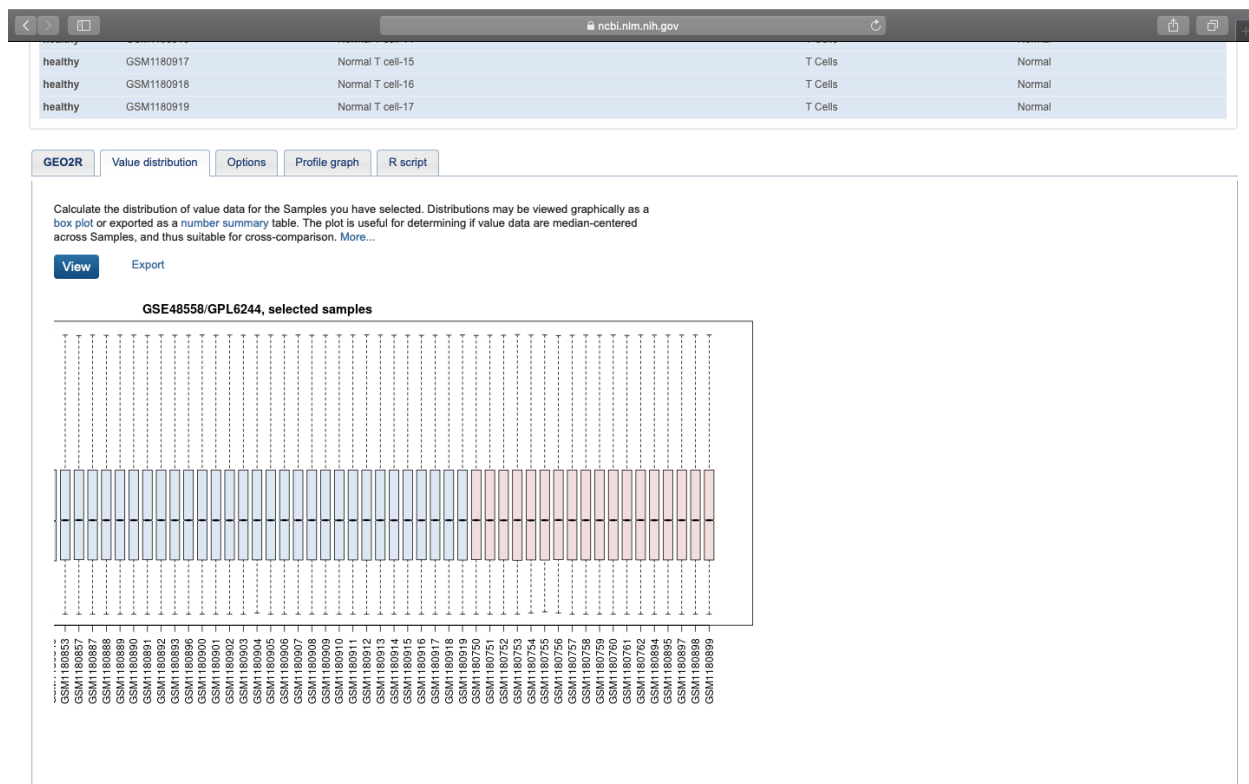 ncbi.nlm.nih.gov
healthy GSM1180917 Normal T cell-15 T Cells Normal
healthy GSM1180918 Normal T cell-16 T Cells Normal
healthy GSM1180919 Normal T cell-17 T Cells Normal
GEO2R Value distribution Options Profile graph R script
Calculate the distribution of value data for the Samples you have selected. Distributions may be viewed graphically as a
box plot or exported as a number summary table. The plot is useful for determining if value data are median-centered
across Samples, and thus suitable for cross-comparison. More...
View Export
GSE48558/GPL6244, selected samples
GSM1180853
GSM1180857
GSM1180887
GSM1180888
GSM1180889
GSM1180890
GSM1180891
GSM1180892
GSM1180893
GSM1180896
GSM1180900
GSM1180901
GSM1180902
GSM1180903
GSM1180904
GSM1180905
GSM1180906
GSM1180907
GSM1180908
GSM1180909
GSM1180910
GSM1180911
GSM1180912
GSM1180913
GSM1180914
GSM1180915
GSM1180916
GSM1180917
GSM1180918
GSM1180919
GSM1180750
GSM1180751
GSM1180752
GSM1180753
GSM1180754
GSM1180755
GSM1180756
GSM1180757
GSM1180758
GSM1180759
GSM1180760
GSM1180761
GSM1180762
GSM1180894
GSM1180895
GSM1180897
GSM1180898
GSM1180899